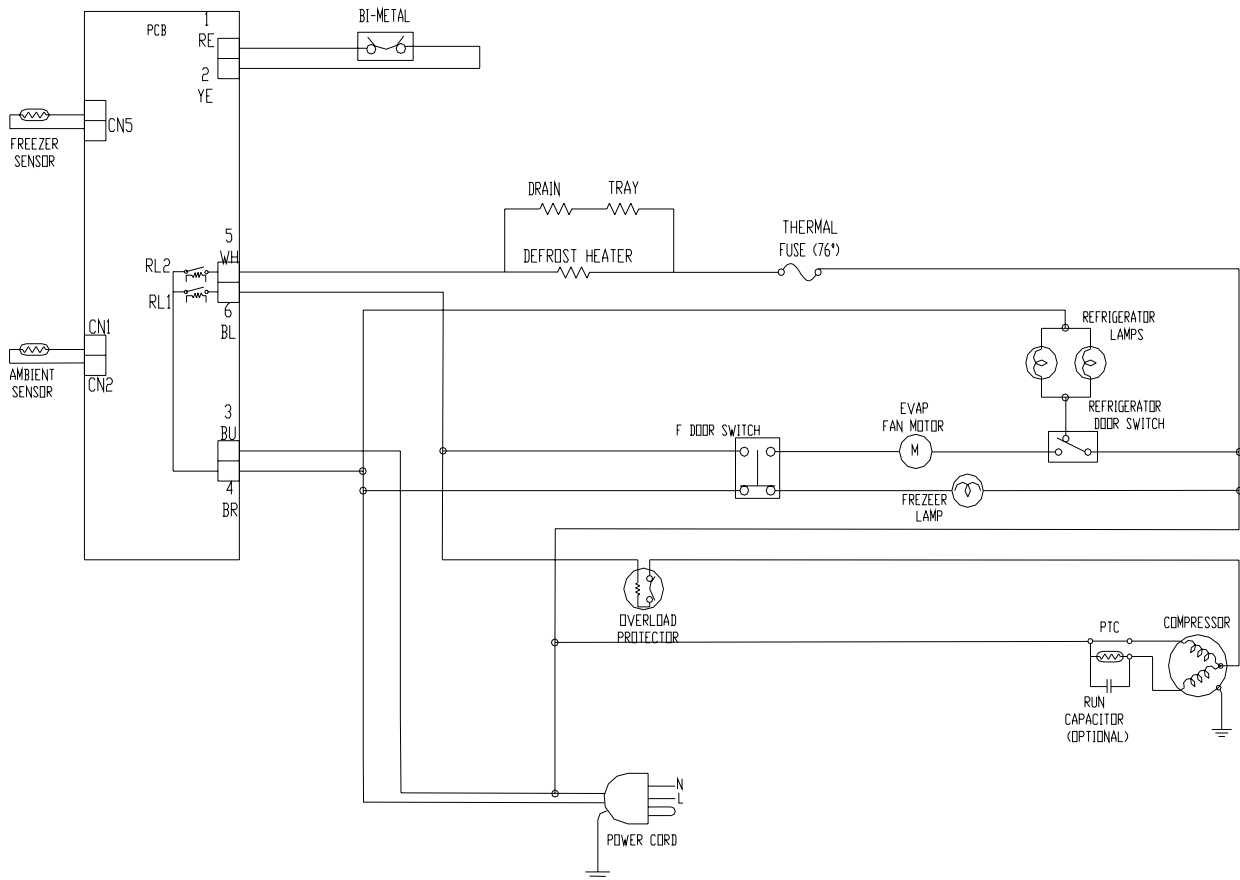 PCB
1
RE
2
YE
BI-METAL
CN5
FREEZER
SENSOR
DRAIN
TRAY
DEFROST HEATER
THERMAL
FUSE (76°)
5
WH
RL2
RL1
6
BL
CN1
CN2
AMBIENT
SENSOR
REFRIGERATOR
LAMPS
3
BU
4
BR
F DOOR SWITCH
EVAP
FAN MOTOR
M
REFRIGERATOR
DOOR SWITCH
FREZEER
LAMP
OVERLOAD
PROTECTOR
PTC
COMPRESSOR
RUN
CAPACITOR
(OPTIONAL)
N
L
POWER CORD